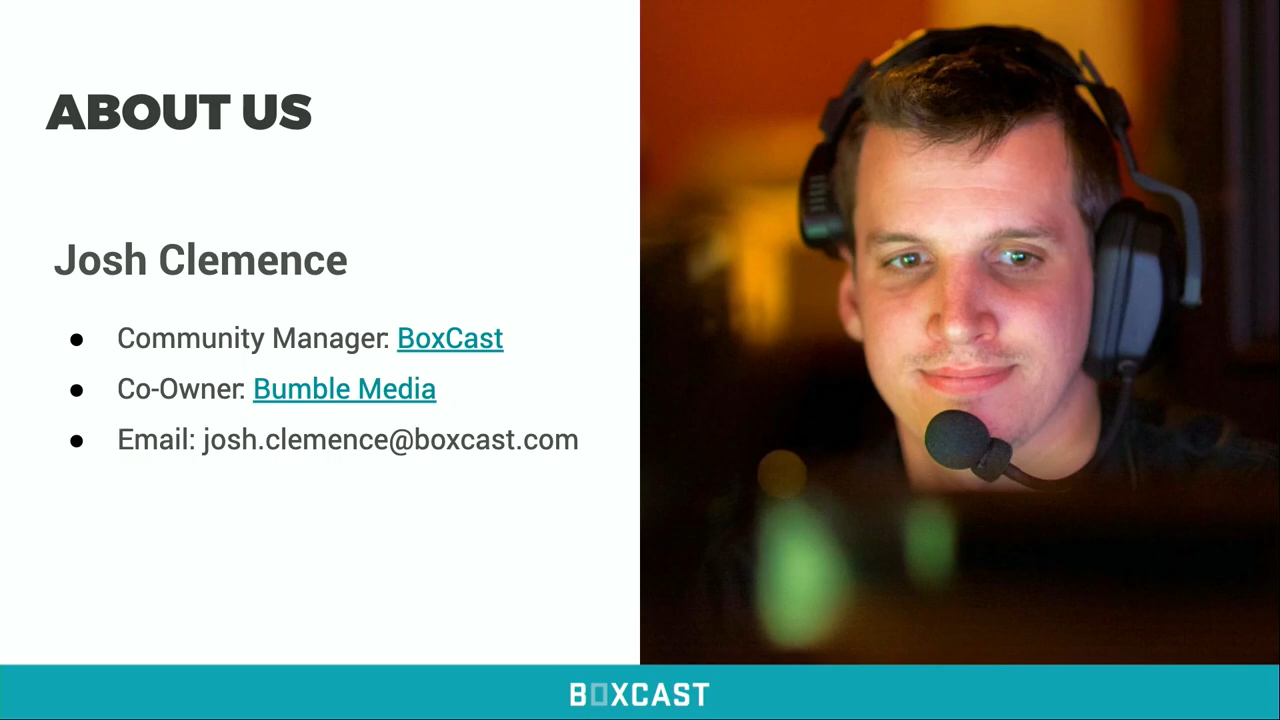 ABOUT US
Josh Clemence
● Community Manager: BoxCast
● Co-Owner: Bumble Media
● Email: josh.clemence@boxcast.com
BOXCAST